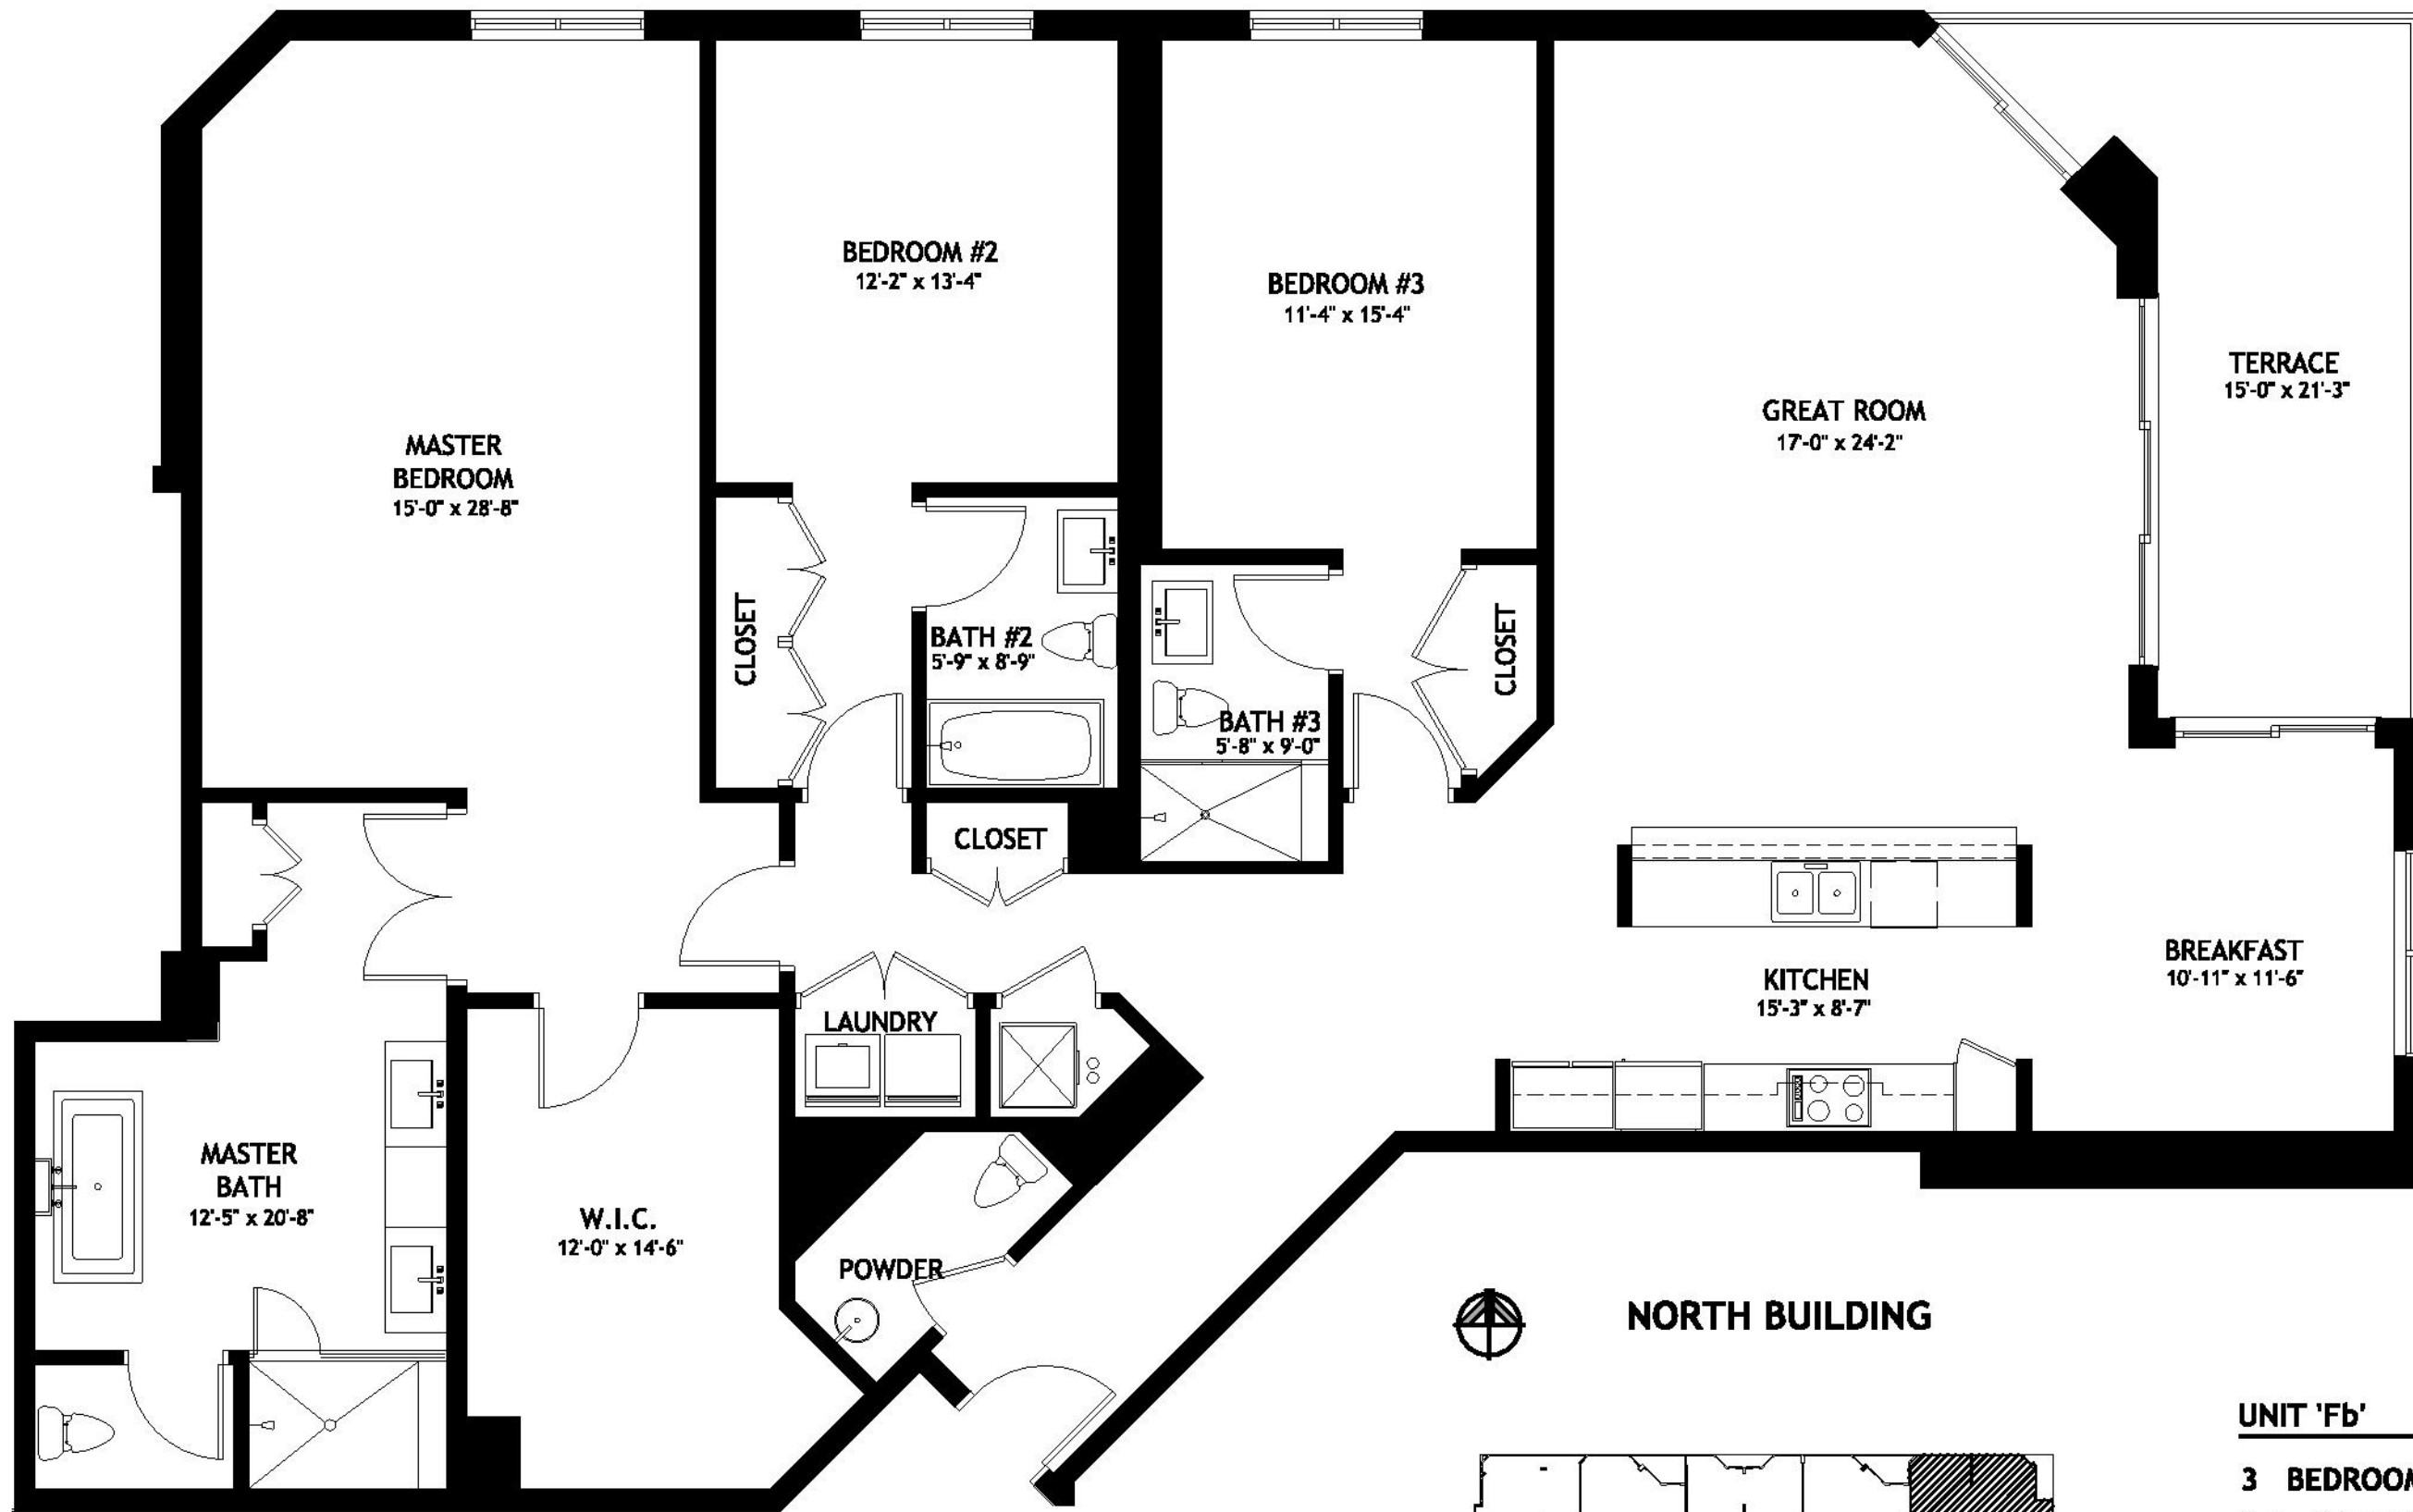 BEDROOM #2
12'-2" x 13'-4"
BEDROOM #3
11'-4" x 15'-4"
TERRACE
15'-0" x 21'-3"
GREAT ROOM
17'-0" x 24'-2"
MASTER
BEDROOM
15'-0" x 28'-8"
CLOSET
BATH #2
5'-9" x 8'-9"
CLOSET
BATH #3
5'-8" x 9'-0"
CLOSET
KITCHEN
15'-3" x 8'-7"
BREAKFAST
10'-11" x 11'-6"
LAUNDRY
MASTER
BATH
12'-5" x 20'-8"
W.I.C.
12'-0" x 14'-6"
POWDER
NORTH BUILDING
UNIT 'Fb'
3 BEDROOM